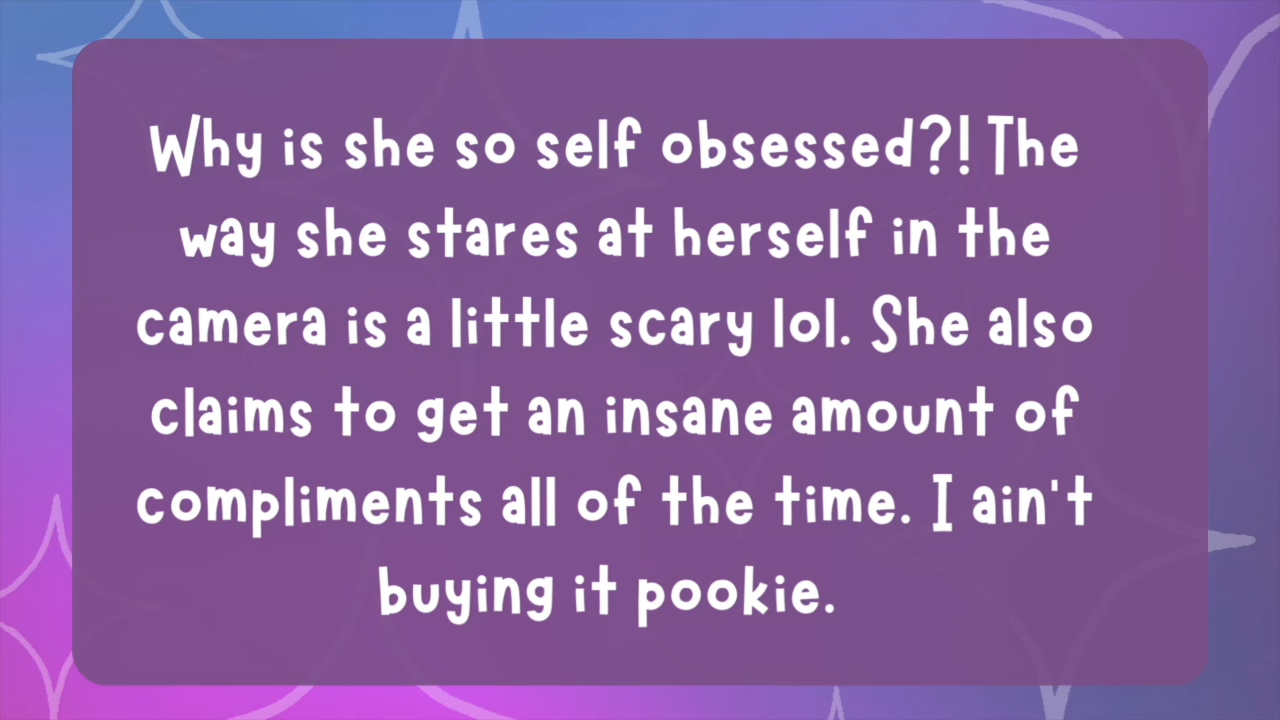 Why is she so self obsessed?! The
way she stares at herself in the
camera is a little scary lol. She also
claims to get an insane amount of
compliments all of the time. I ain't
buying it pookie.